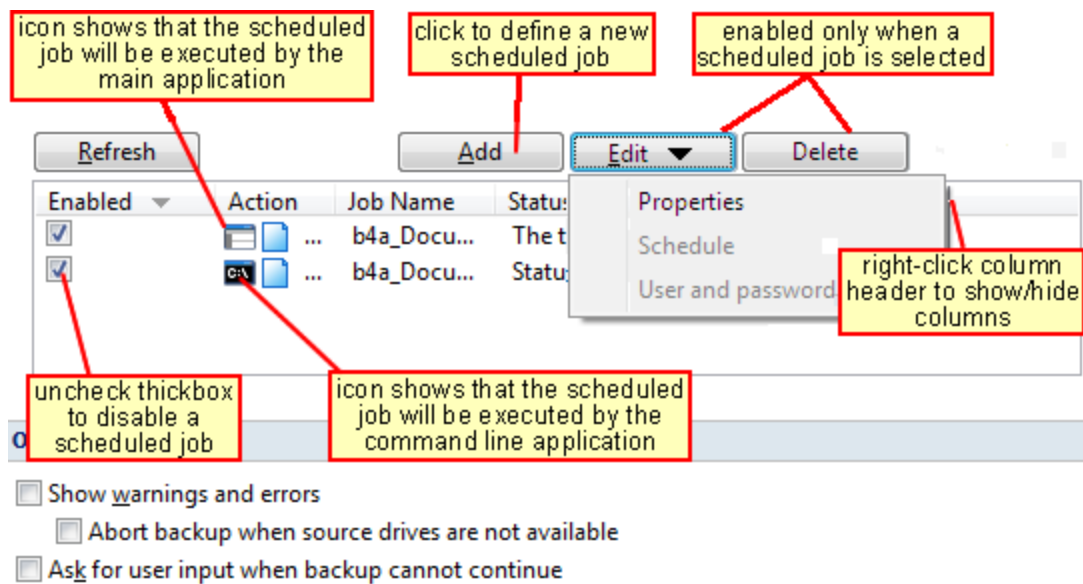 icon shows that the scheduled
job will be executed by the
main application
click to define a new
scheduled job
enabled only when a
scheduled job is selected
Refresh
Add
Edit
Delete
Enabled
Action
Job Name
Properties
... b4a_Docu... The t
Schedule
... b4a_Docu...
User and password
right-click column
header to show/hide
columns
uncheck thickbox
to disable a
scheduled job
icon shows that the scheduled
job will be executed by the
command line application
Show warnings and errors
Abort backup when source drives are not available
Ask for user input when backup cannot continue